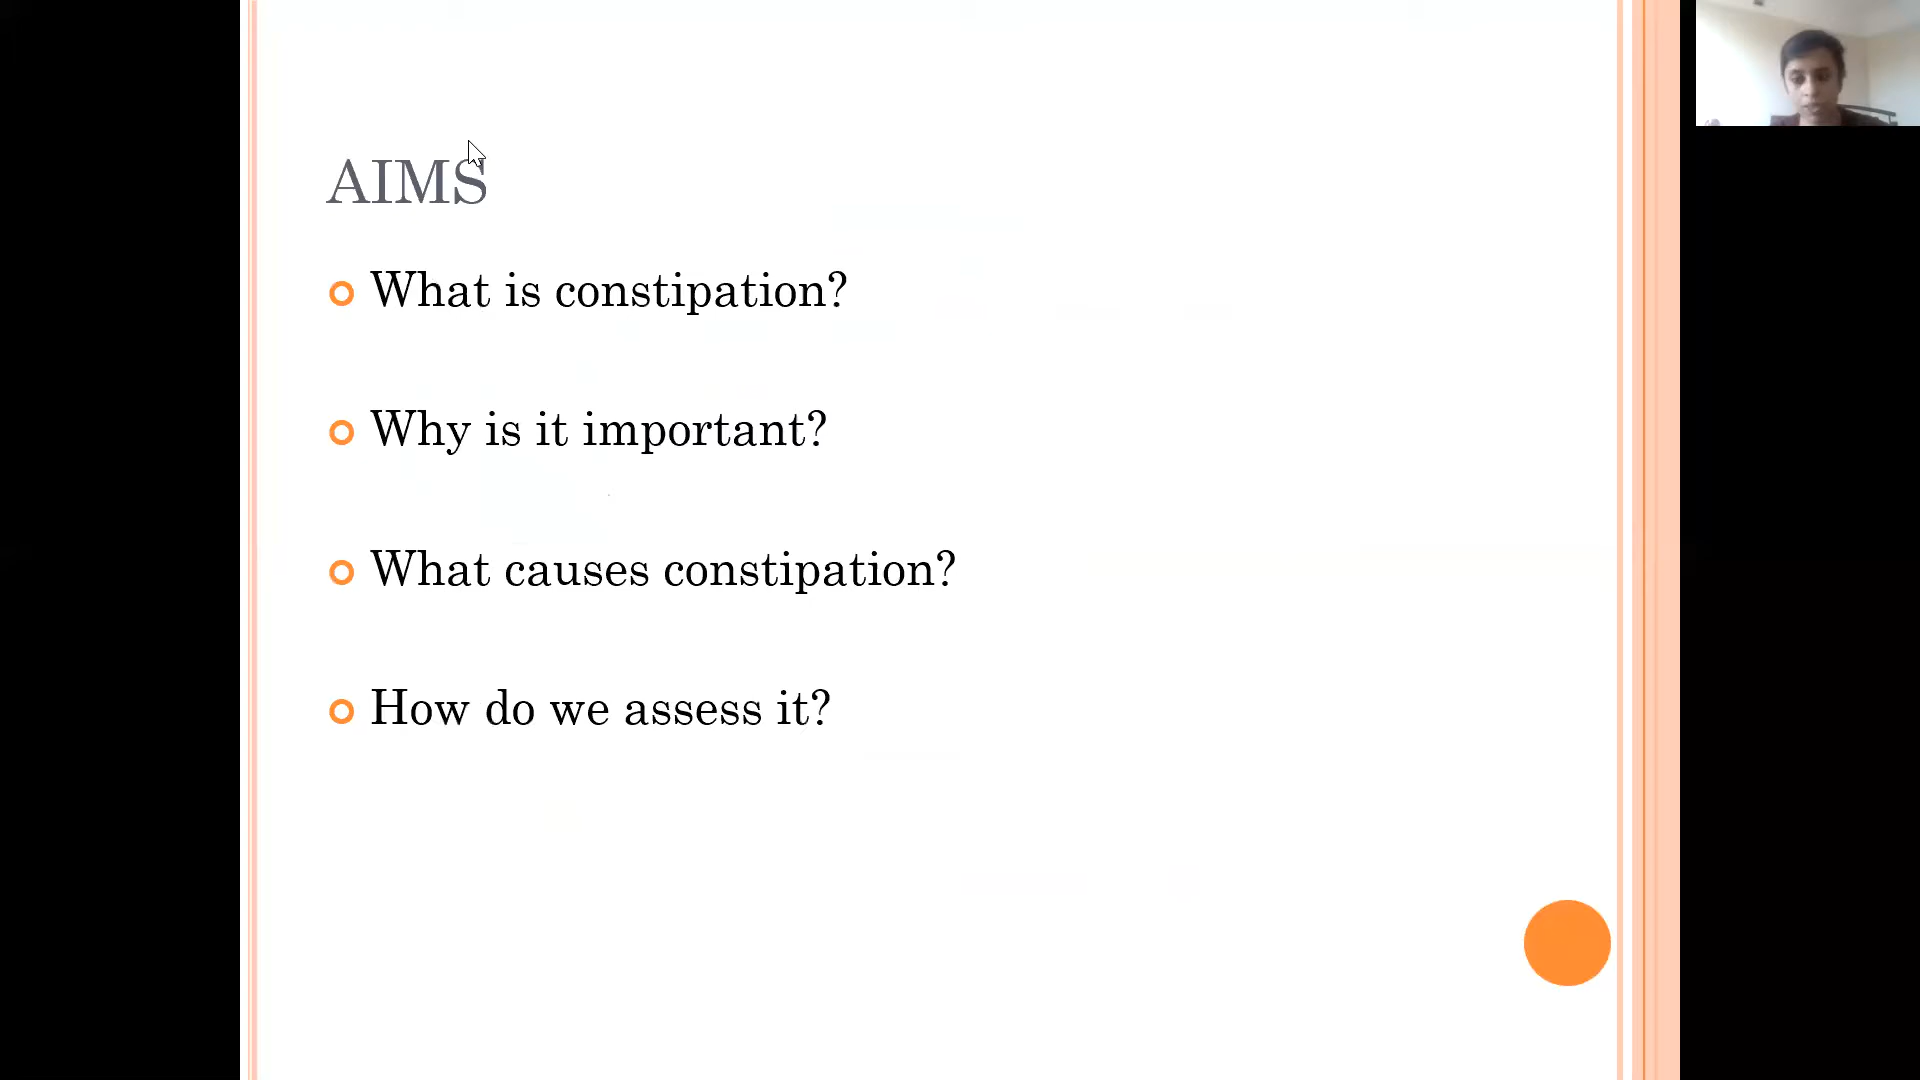 AIMS
What is constipation?
Why is it important?
What causes constipation?
How do we assess it?